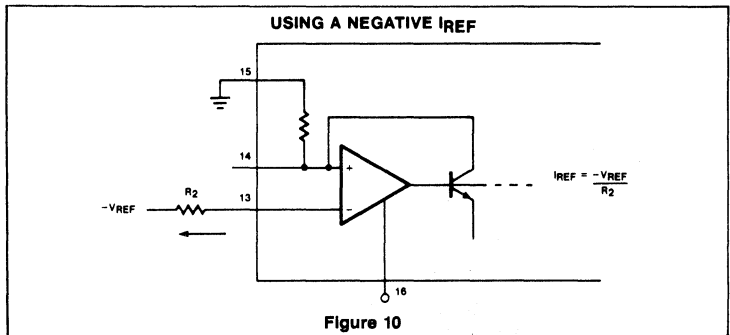 USING A NEGATIVE IREF
15
14
+
IREF = -VREF
R2
R2
13
-VREF
−
16
Figure 10